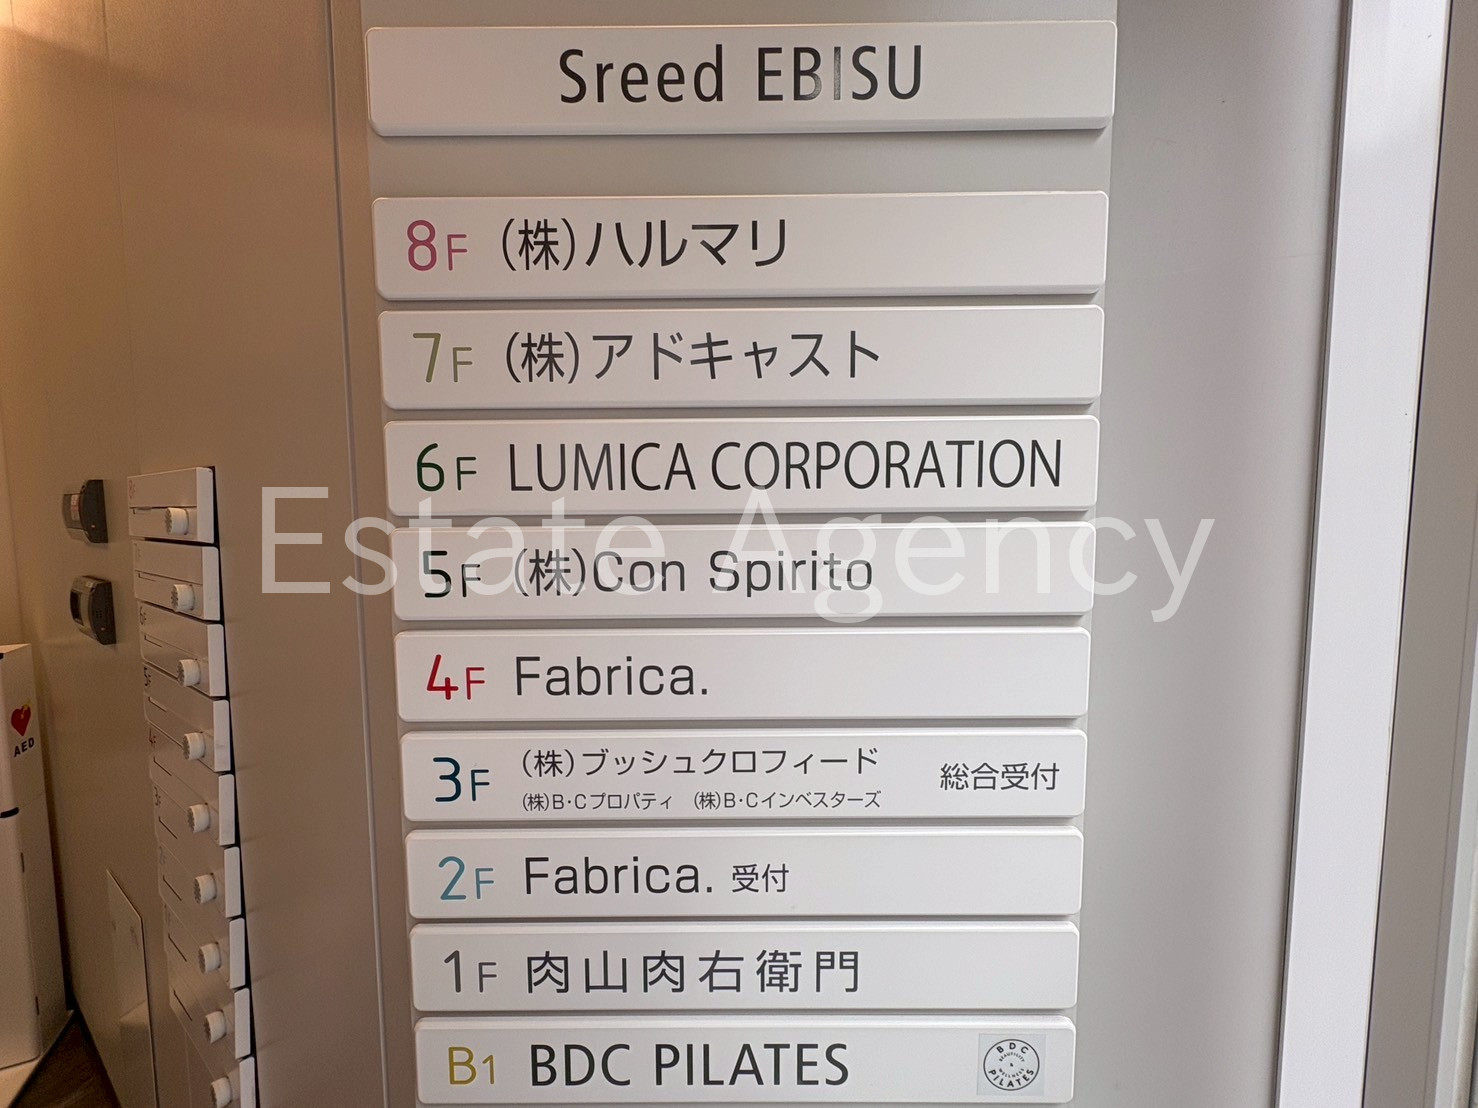 Sreed EBISU
8F (株)ハルマリ
7F (株)アドキャスト
6F LUMICA CORPORATION
5F (株)Con Spirito
Estate Agency
4F Fabrica.
3F (株)ブッシュクロフィード 総合受付
(株)B・Cプロパティ (株)B・Cインベスターズ
2F Fabrica. 受付
1F 肉山肉右衛門
B1 BDC PILATES
BDC
PILATES
AED